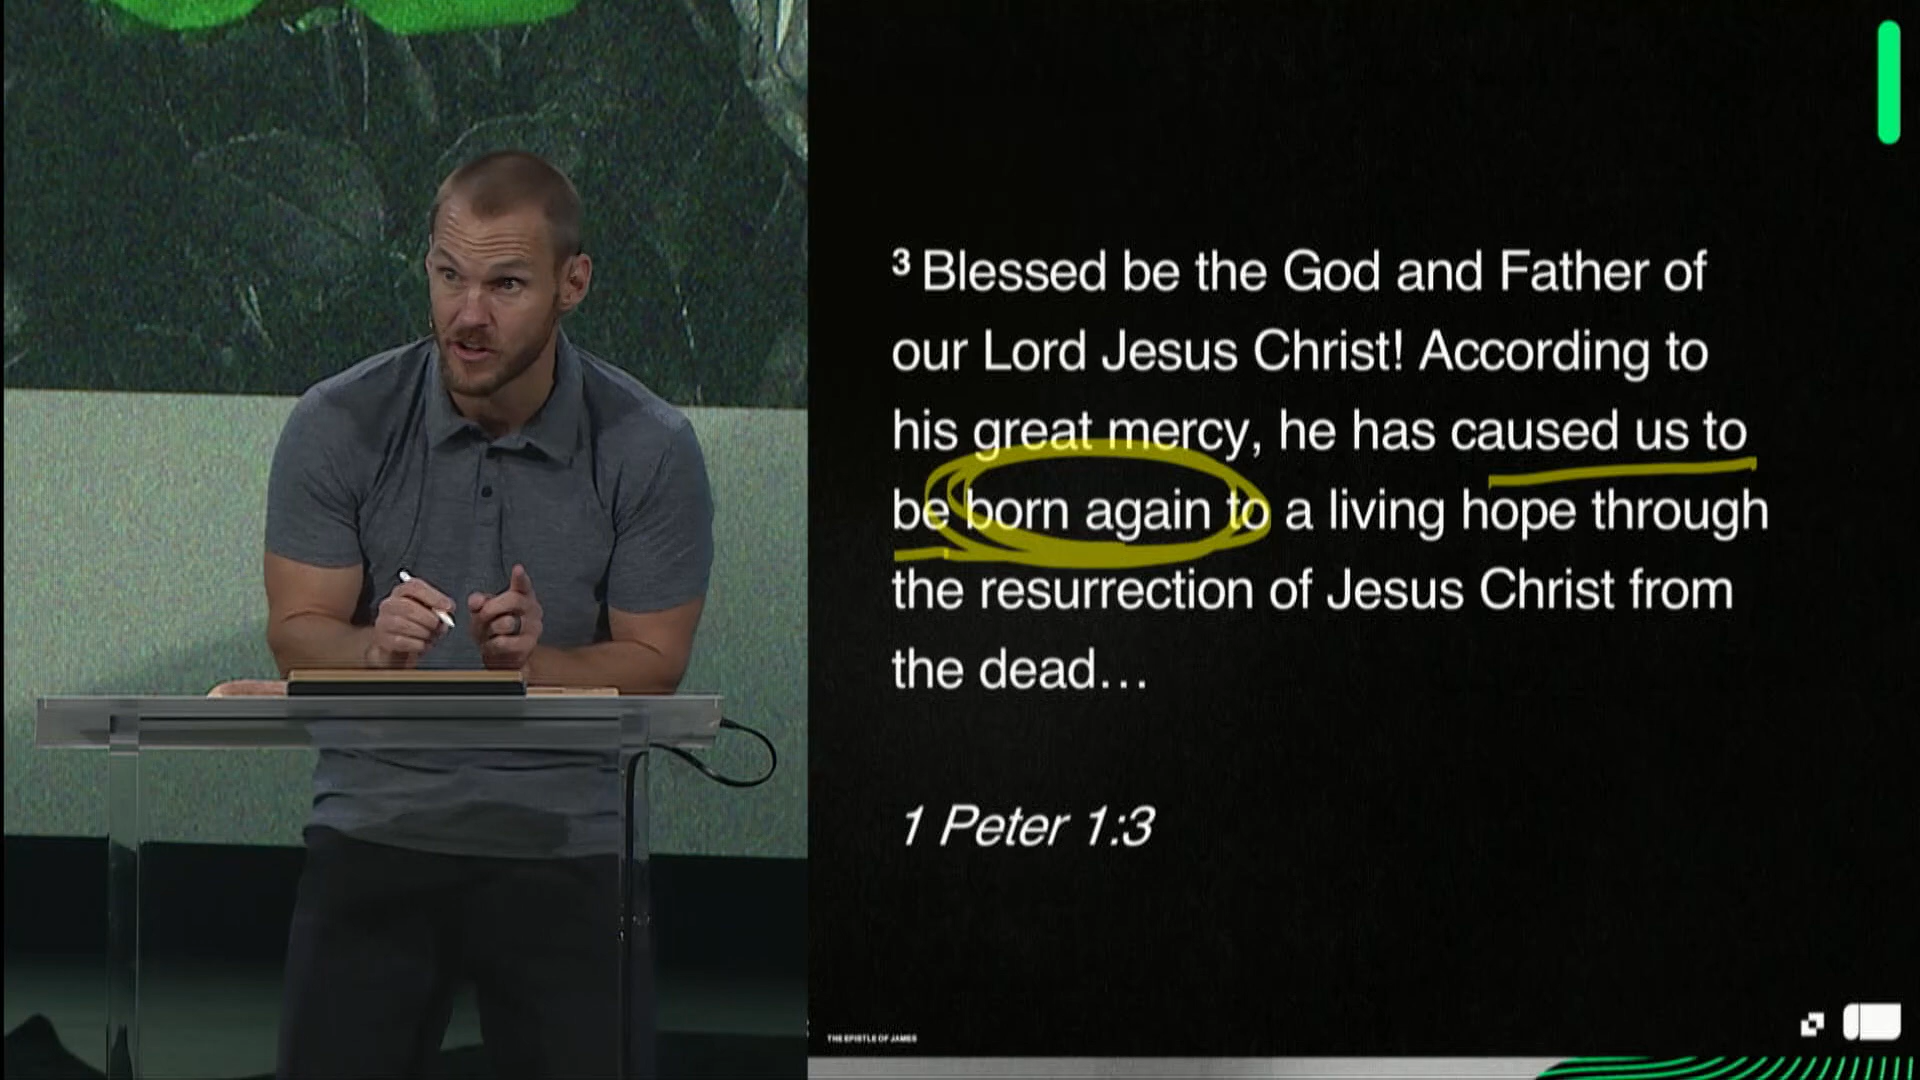 ³ Blessed be the God and Father of
our Lord Jesus Christ! According to
his great mercy, he has caused us to
be born again to a living hope through
the resurrection of Jesus Christ from
the dead…
1 Peter 1:3
THE EPISTLE OF JAMES